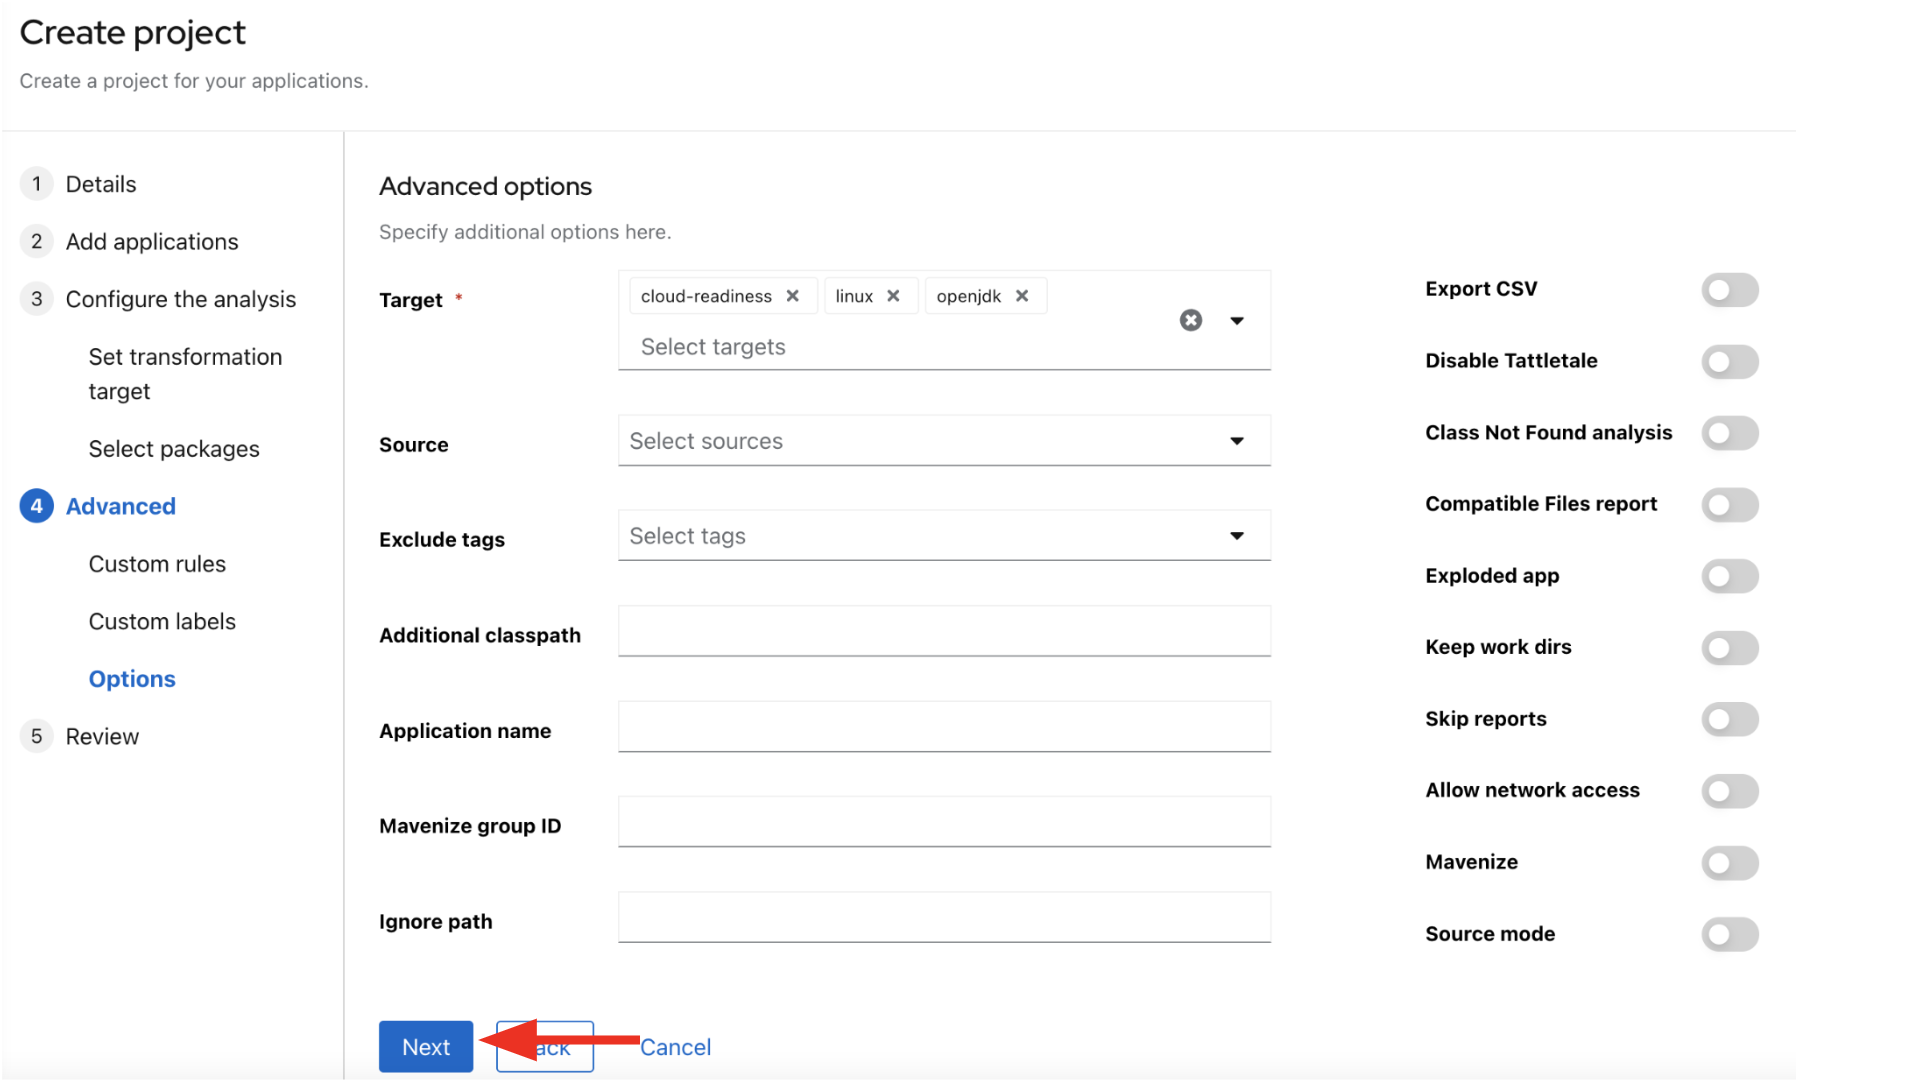 Create project
Create a project for your applications.
1 Details
2 Add applications
3 Configure the analysis
Set transformation
target
Select packages
4 Advanced
Custom rules
Custom labels
Options
5 Review
Advanced options
Specify additional options here.
Target *
cloud-readiness
linux
openjdk
Select targets
Source
Select sources
Exclude tags
Select tags
Additional classpath
Application name
Mavenize group ID
Ignore path
Export CSV
Disable Tattletale
Class Not Found analysis
Compatible Files report
Exploded app
Keep work dirs
Skip reports
Allow network access
Mavenize
Source mode
Next
Cancel